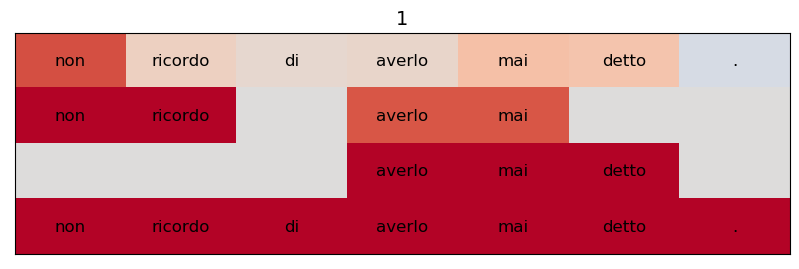 1
non ricordo di averlo mai detto .
non ricordo averlo mai
averlo mai detto
non ricordo di averlo mai detto .